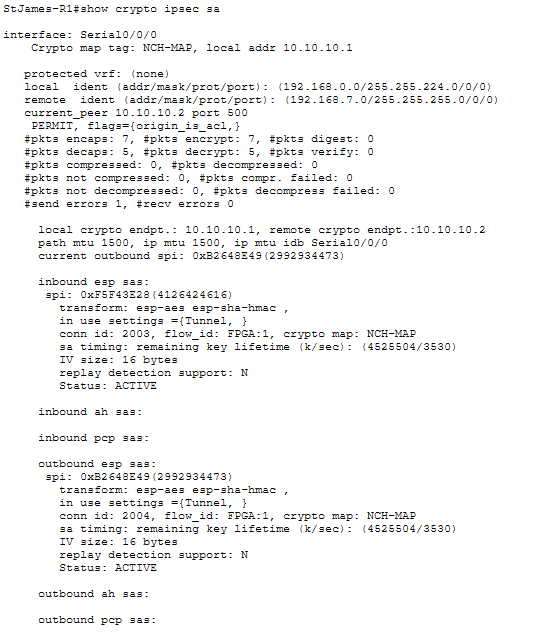 StJames-R1#show crypto ipsec sa
interface: Serial0/0/0
Crypto map tag: NCH-MAP, local addr 10.10.10.1
protected vrf: (none)
local ident (addr/mask/prot/port): (192.168.0.0/255.255.224.0/0/0)
remote ident (addr/mask/prot/port): (192.168.7.0/255.255.255.0/0/0)
current_peer 10.10.10.2 port 500
PERMIT, flags={origin_is_acl,}
#pkts encaps: 7, #pkts encrypt: 7, #pkts digest: 0
#pkts decaps: 5, #pkts decrypt: 5, #pkts verify: 0
#pkts compressed: 0, #pkts decompressed: 0
#pkts not compressed: 0, #pkts compr. failed: 0
#pkts not decompressed: 0, #pkts decompress failed: 0
#send errors 1, #recv errors 0
local crypto endpt.: 10.10.10.1, remote crypto endpt.:10.10.10.2
path mtu 1500, ip mtu 1500, ip mtu idb Serial0/0/0
current outbound spi: 0xB2648E49(2992934473)
inbound esp sas:
spi: 0xF5F43E28(4126424616)
transform: esp-aes esp-sha-hmac ,
in use settings ={Tunnel, }
conn id: 2003, flow_id: FPGA:1, crypto map: NCH-MAP
sa timing: remaining key lifetime (k/sec): (4525504/3530)
IV size: 16 bytes
replay detection support: N
Status: ACTIVE
inbound ah sas:
inbound pcp sas:
outbound esp sas:
spi: 0xB2648E49(2992934473)
transform: esp-aes esp-sha-hmac ,
in use settings ={Tunnel, }
conn id: 2004, flow_id: FPGA:1, crypto map: NCH-MAP
sa timing: remaining key lifetime (k/sec): (4525504/3530)
IV size: 16 bytes
replay detection support: N
Status: ACTIVE
outbound ah sas:
outbound pcp sas: